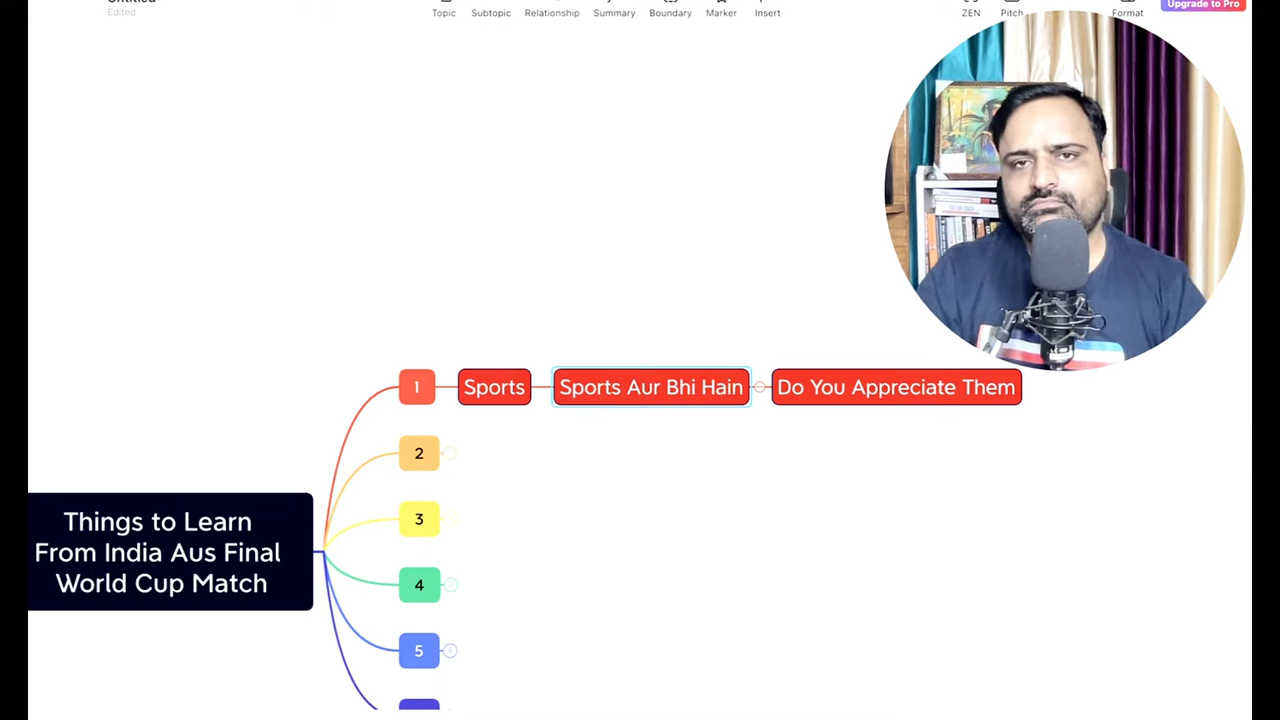 Untitled
Edited
Topic Subtopic Relationship Summary Boundary Marker Insert ZEN Pitch Format Upgrade to Pro
1 Sports Sports Aur Bhi Hain Do You Appreciate Them
2
3
4
5
Things to Learn
From India Aus Final
World Cup Match